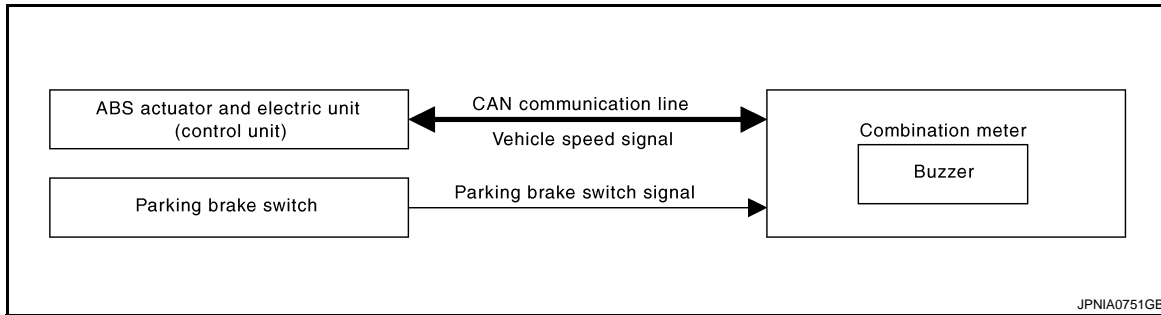 ABS actuator and electric unit
(control unit)
CAN communication line
Vehicle speed signal
Combination meter
Buzzer
Parking brake switch
Parking brake switch signal
JPNIA0751GB